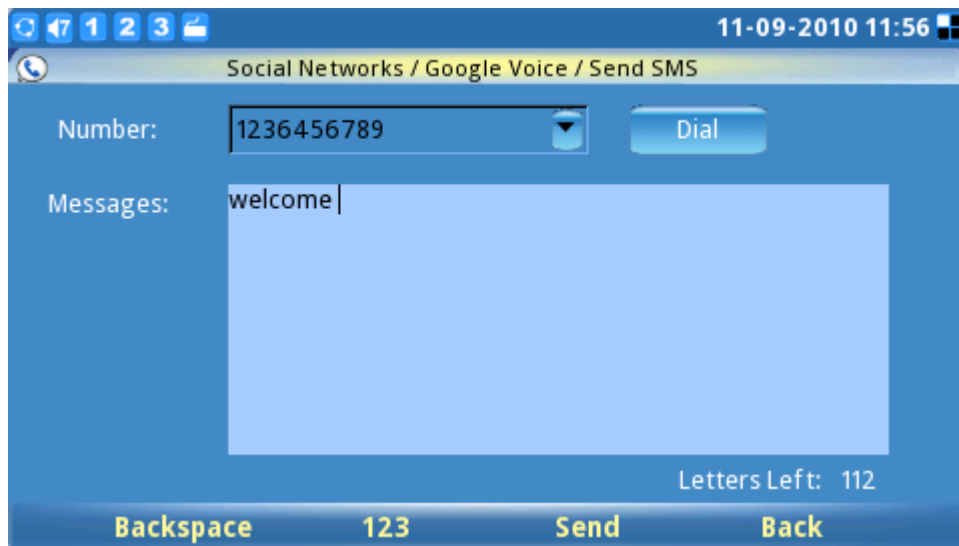 7 1 2 3 11-09-2010 11:56
Social Networks / Google Voice / Send SMS
Number: 1236456789 Dial
Messages: welcome
Letters Left: 112
Backspace 123 Send Back